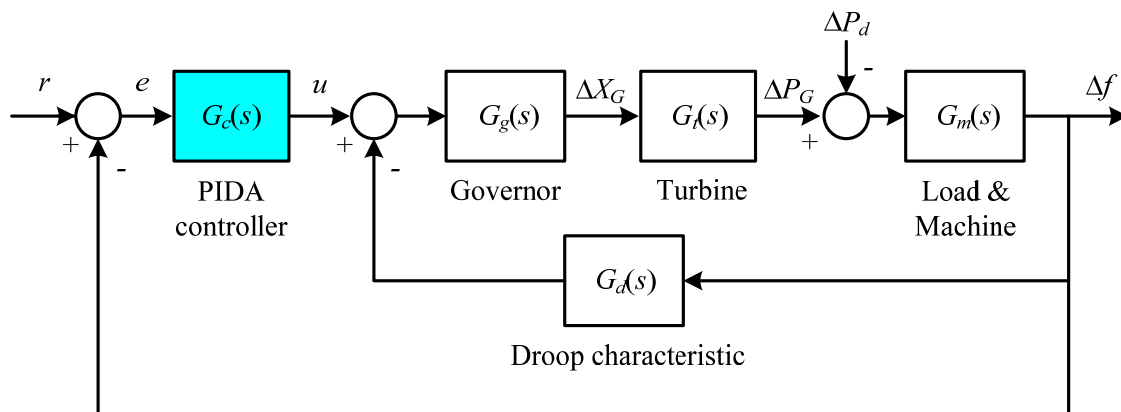 ΔP_d
r
e
u
ΔX_G
ΔP_G
Δf
+
-
G_c(s)
+
-
G_g(s)
G_t(s)
+
-
G_m(s)
PIDA
controller
Governor
Turbine
Load &
Machine
G_d(s)
Droop characteristic